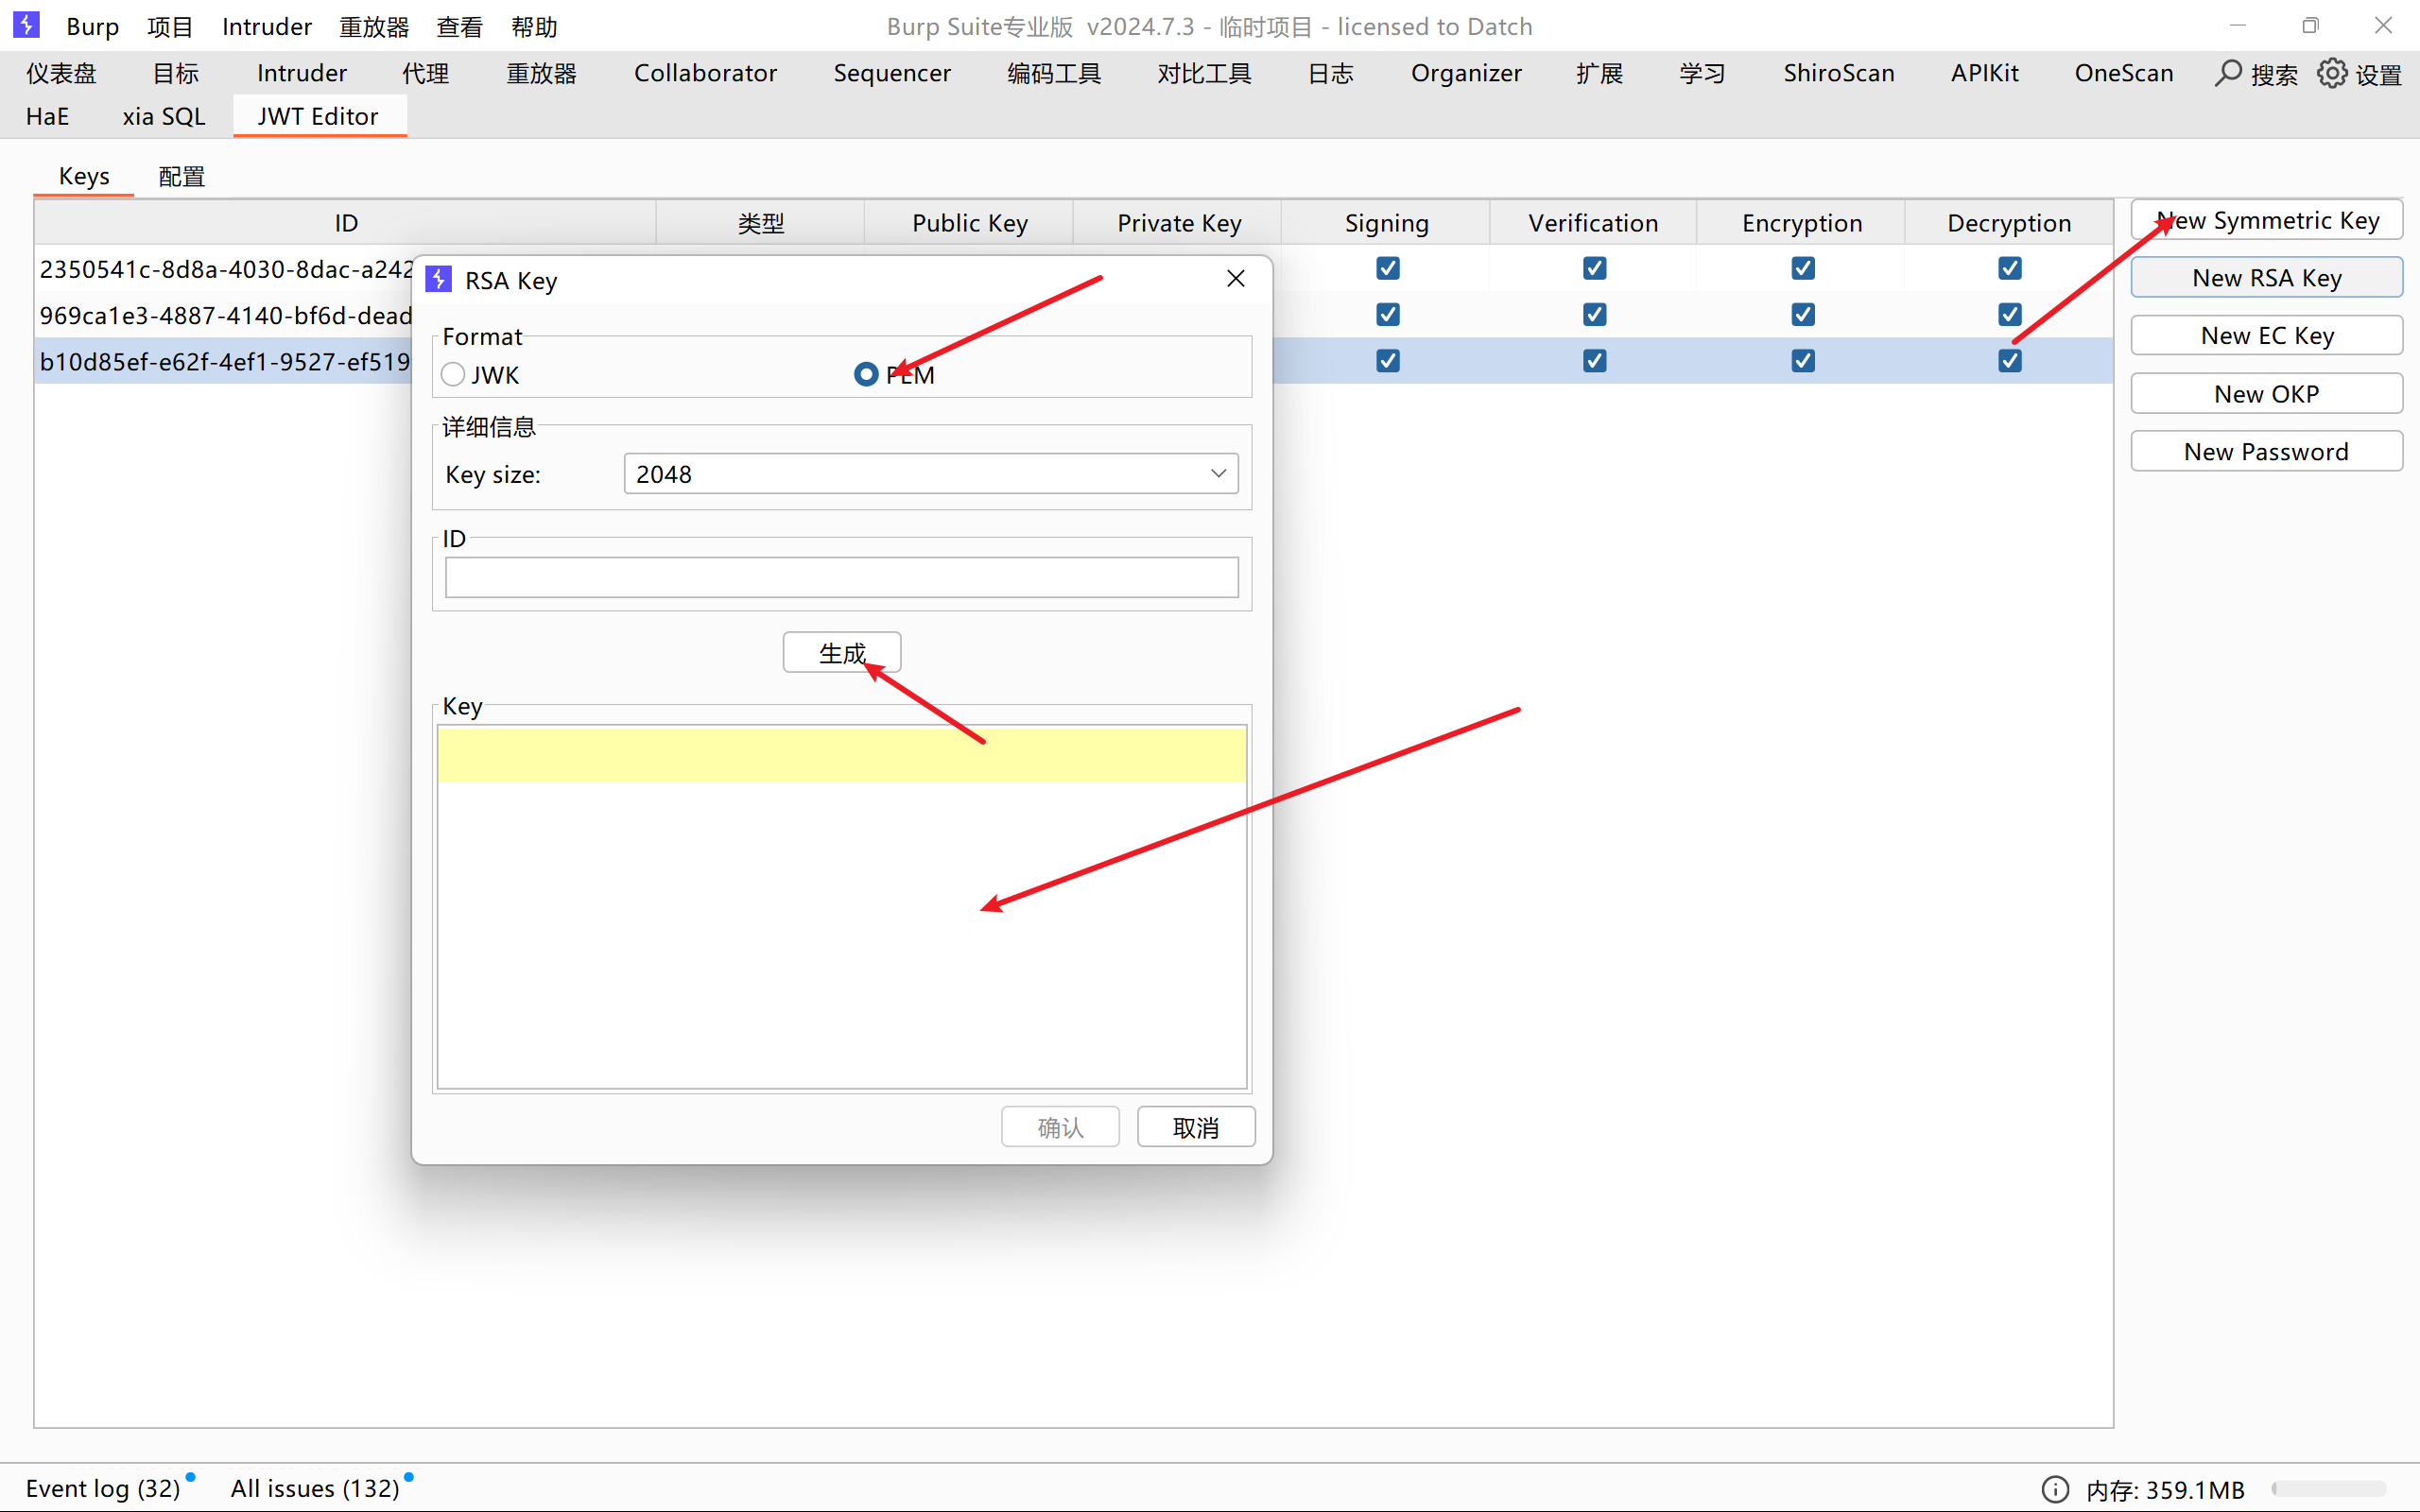 Burp 项目 Intruder 重放器 查看 帮助 Burp Suite专业版 v2024.7.3 - 临时项目 - licensed to Datch
仪表盘 目标 Intruder 代理 重放器 Collaborator Sequencer 编码工具 对比工具 日志 Organizer 扩展 学习 ShiroScan APIKit OneScan 搜索 设置
HaE xia SQL JWT Editor
Keys 配置
ID 类型 Public Key Private Key Signing Verification Encryption Decryption
2350541c-8d8a-4030-8dac-a242
969ca1e3-4887-4140-bf6d-dead
b10d85ef-e62f-4ef1-9527-ef519
New Symmetric Key
New RSA Key
New EC Key
New OKP
New Password
RSA Key
Format
JWK PEM
详细信息
Key size: 2048
ID
生成
Key
确认 取消
Event log (32) All issues (132) 内存: 359.1MB